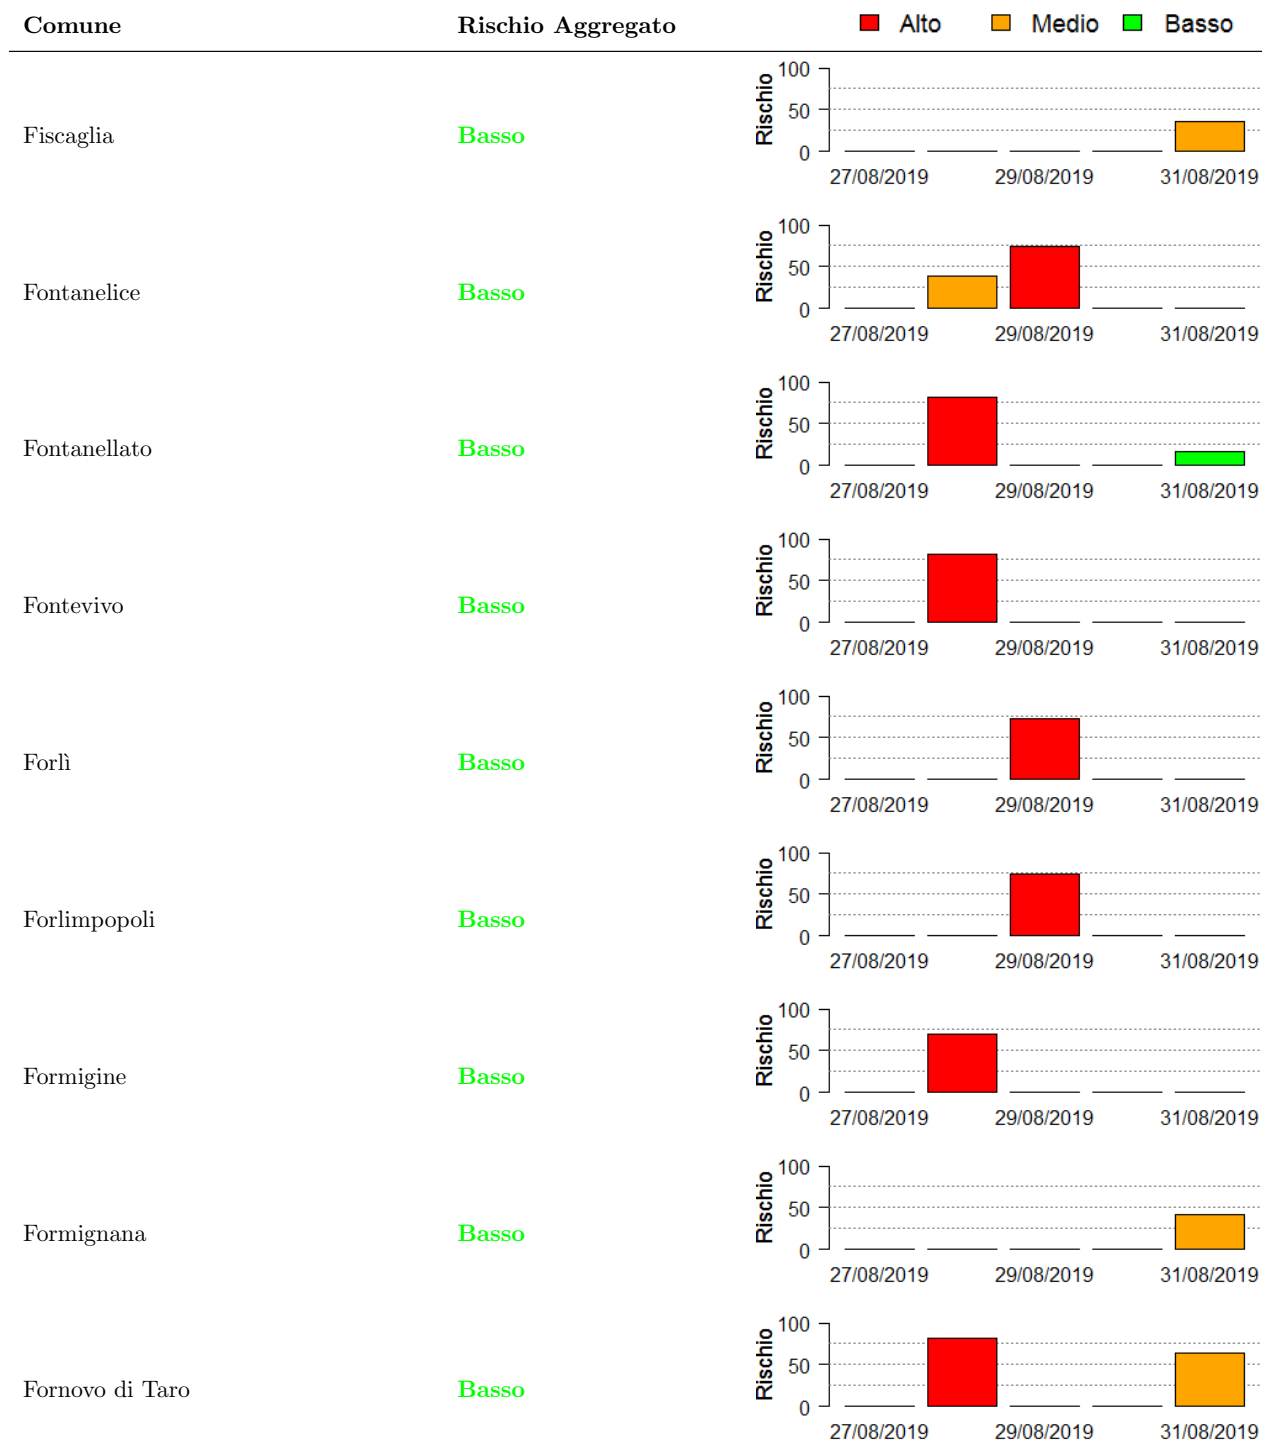 Comune Rischio Aggregato Alto Medio Basso
Fiscaglia Basso
Rischio
100
50
0
27/08/2019 29/08/2019 31/08/2019
Fontanelice Basso
Rischio
100
50
0
27/08/2019 29/08/2019 31/08/2019
Fontanellato Basso
Rischio
100
50
0
27/08/2019 29/08/2019 31/08/2019
Fontevivo Basso
Rischio
100
50
0
27/08/2019 29/08/2019 31/08/2019
Forlì Basso
Rischio
100
50
0
27/08/2019 29/08/2019 31/08/2019
Forlimpopoli Basso
Rischio
100
50
0
27/08/2019 29/08/2019 31/08/2019
Formigine Basso
Rischio
100
50
0
27/08/2019 29/08/2019 31/08/2019
Formignana Basso
Rischio
100
50
0
27/08/2019 29/08/2019 31/08/2019
Fornovo di Taro Basso
Rischio
100
50
0
27/08/2019 29/08/2019 31/08/2019